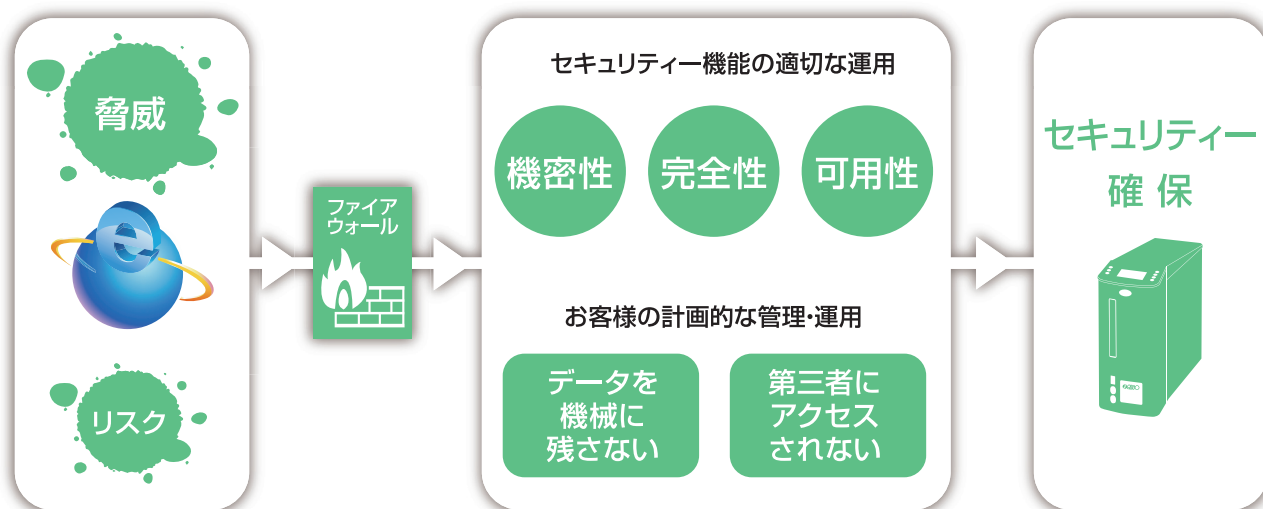 脅威
リスク
ファイア
ウォール
セキュリティー機能の適切な運用
機密性
完全性
可用性
お客様の計画的な管理・運用
データを
機械に
残さない
第三者に
アクセス
されない
セキュリティー
確保